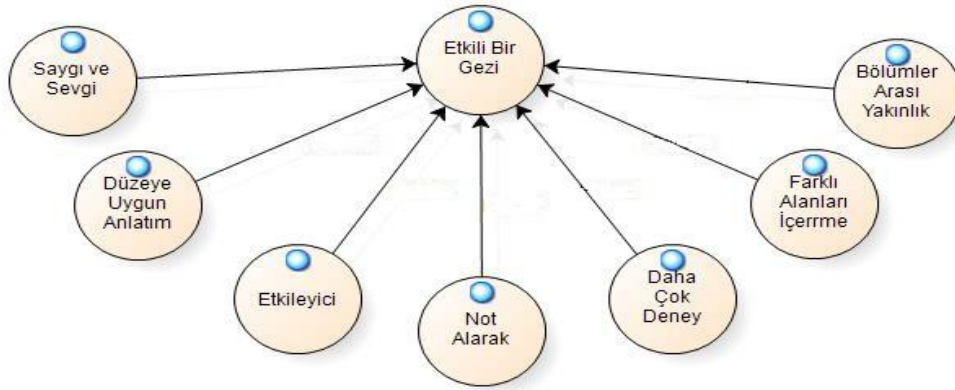 Etkili Bir
Gezi
Saygı ve
Sevgi
Bölümler
Arası
Yakınlık
Düzeye
Uygun
Anlatım
Farklı
Alanları
İçerrme
Etkileyici
Not
Alarak
Daha
Çok
Deney